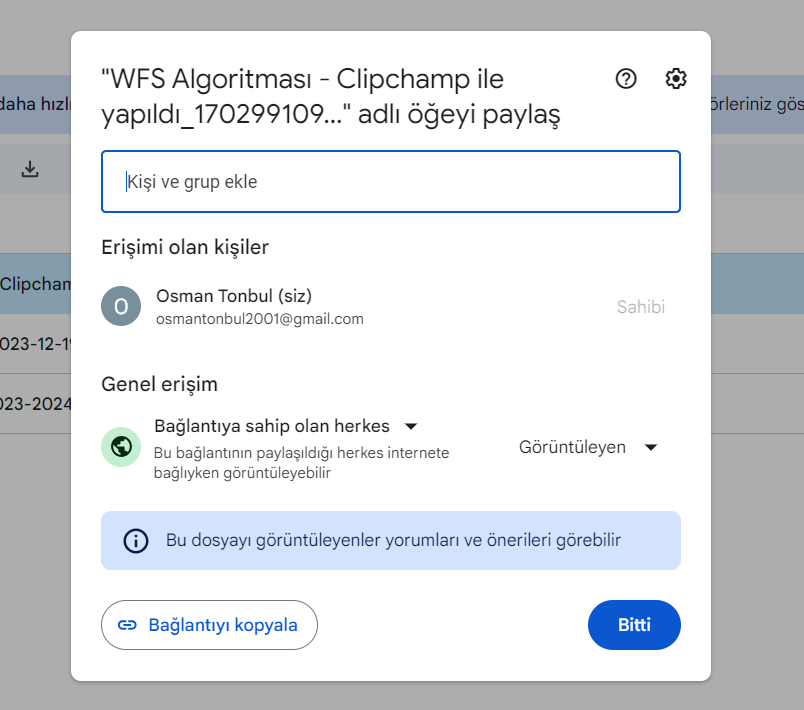 "WFS Algoritması - Clipchamp ile
yapıldı_170299109..." adlı öğeyi paylaş
Kişi ve grup ekle
Erişimi olan kişiler
O
Osman Tonbul (siz)
osmantonbul2001@gmail.com
Sahibi
Genel erişim
Bağlantıya sahip olan herkes
Bu bağlantının paylaşıldığı herkes internete
bağlıyken görüntüleyebilir
Görüntüleyen
Bu dosyayı görüntüleyenler yorumları ve önerileri görebilir
Bağlantıyı kopyala
Bitti
daha hızlı
örleriniz gös
Clipcham
023-12-19
023-2024